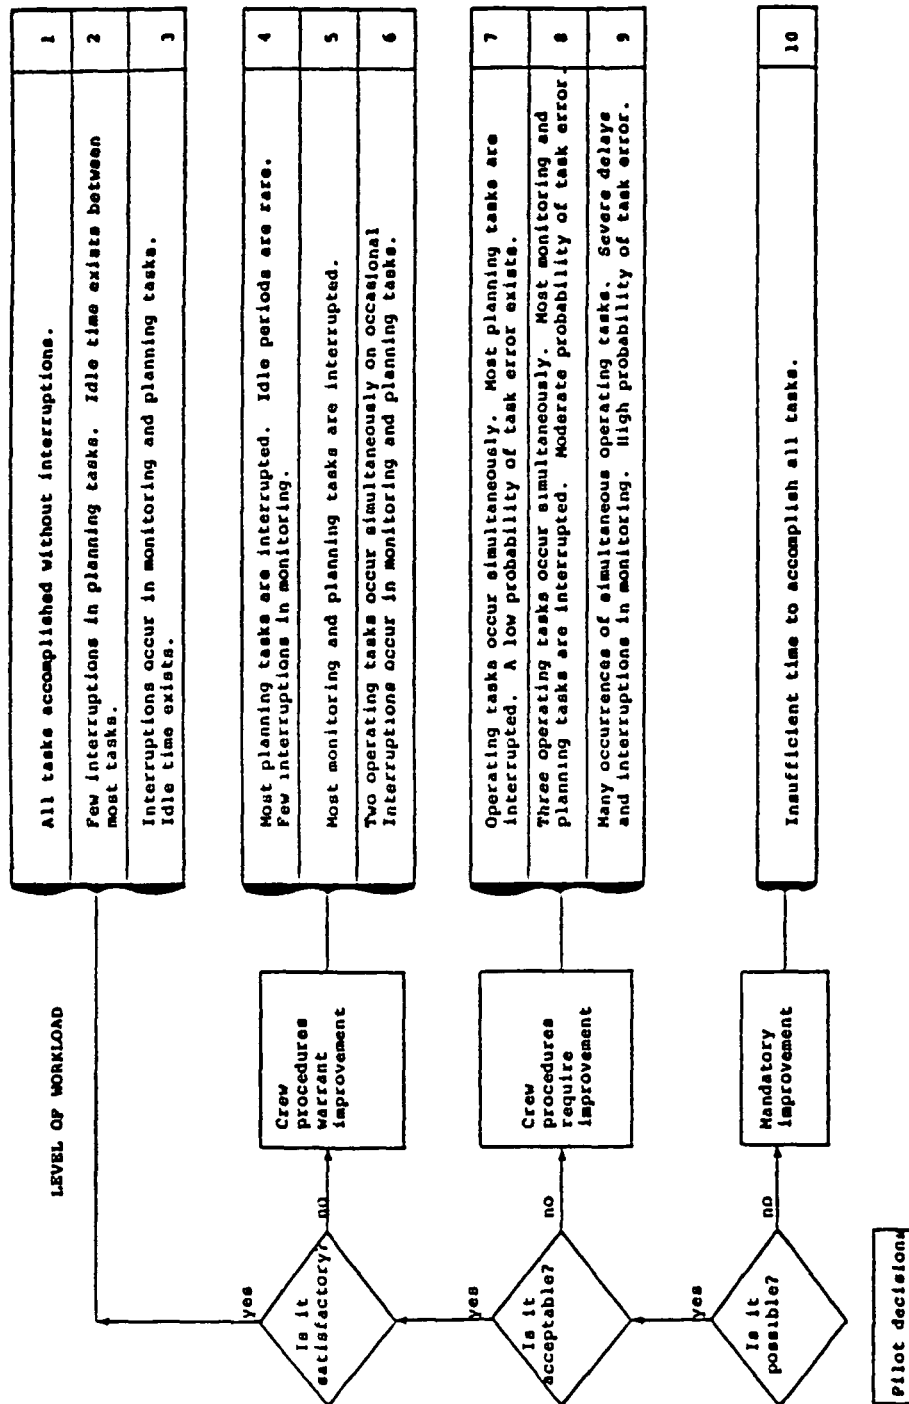 LEVEL OF WORKLOAD
All tasks accomplished without interruptions.
1
Few interruptions in planning tasks. Idle time exists between
most tasks.
2
Interruptions occur in monitoring and planning tasks.
Idle time exists.
3
yes
Is it
satisfactory?
no
Crew
procedures
warrant
improvement
Most planning tasks are interrupted. Idle periods are rare.
Few interruptions in monitoring.
4
Most monitoring and planning tasks are interrupted.
5
Two operating tasks occur simultaneously on occasional
Interruptions occur in monitoring and planning tasks.
6
yes
Is it
acceptable?
no
Crew
procedures
require
improvement
Operating tasks occur simultaneously. Most planning tasks are
interrupted. A low probability of task error exists.
7
Three operating tasks occur simultaneously. Most monitoring and
planning tasks are interrupted. Moderate probability of task error.
8
Many occurrences of simultaneous operating tasks. Severe delays
and interruptions in monitoring. High probability of task error.
9
yes
Is it
possible?
no
Mandatory
improvement
Insufficient time to accomplish all tasks.
10
Pilot decisions